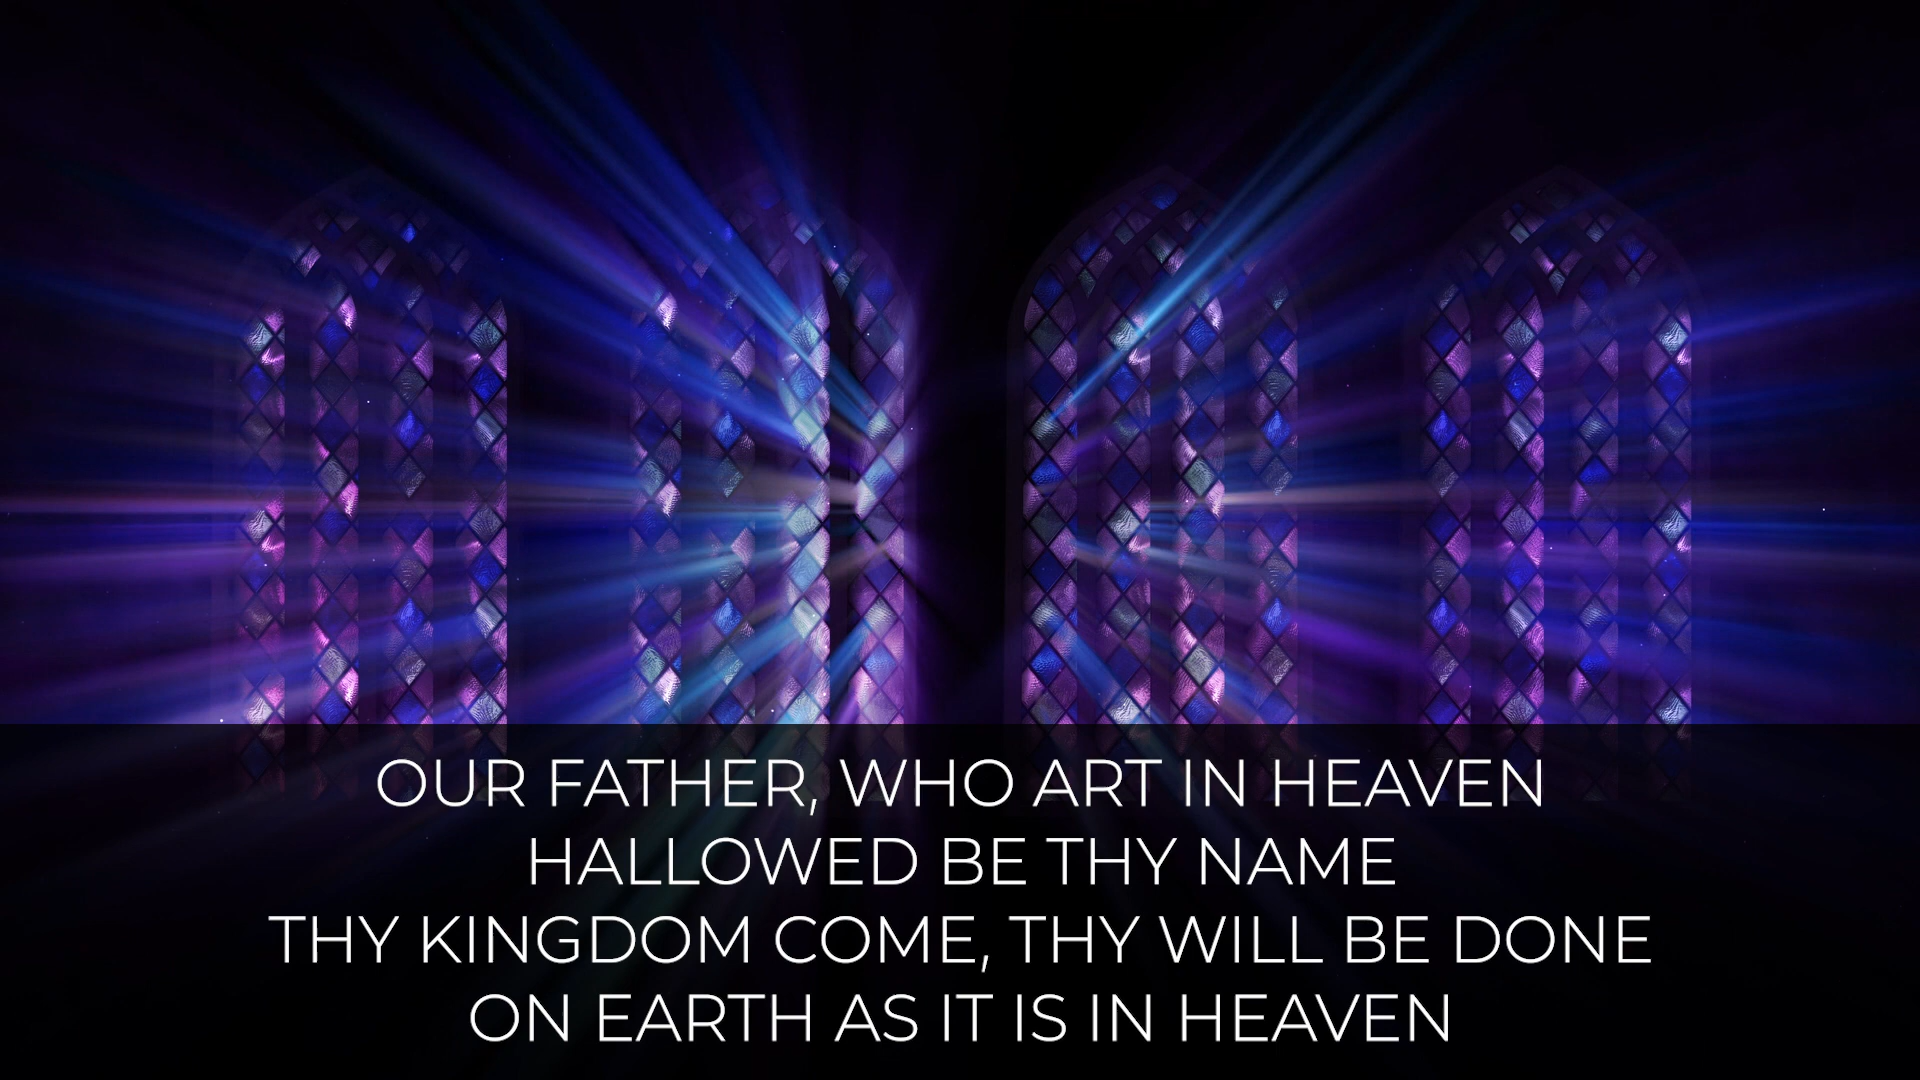 OUR FATHER, WHO ART IN HEAVEN
HALLOWED BE THY NAME
THY KINGDOM COME, THY WILL BE DONE
ON EARTH AS IT IS IN HEAVEN